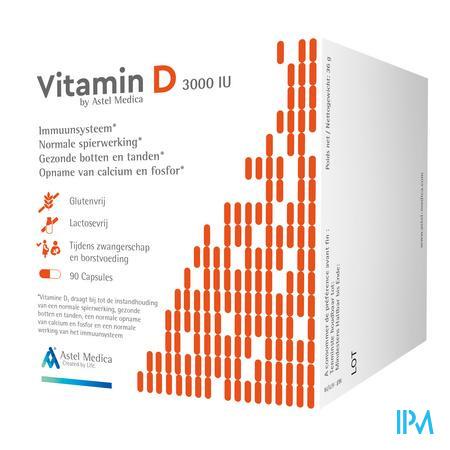 Vitamin D 3000 IU
by Astel Medica
Immuunsysteem*
Normale spierwerking*
Gezonde botten en tanden*
Opname van calcium en fosfor*
Glutenvrij
Lactosevrij
Tijdens zwangerschap
en borstvoeding
90 Capsules
*Vitamine D, draagt bij tot de instandhouding
van een normale spierwerking, gezonde
botten en tanden, een normale opname
van calcium en fosfor en een normale
werking van het immuunsysteem
Astel Medica
Created by Life.
Poids net / Nettogewicht: 36 g
www.astel-medica.com
A consommer de préférence avant fin :
Tenminste houdbaar tot:
Mindestens Haltbar bis Ende:
LOT
IPM